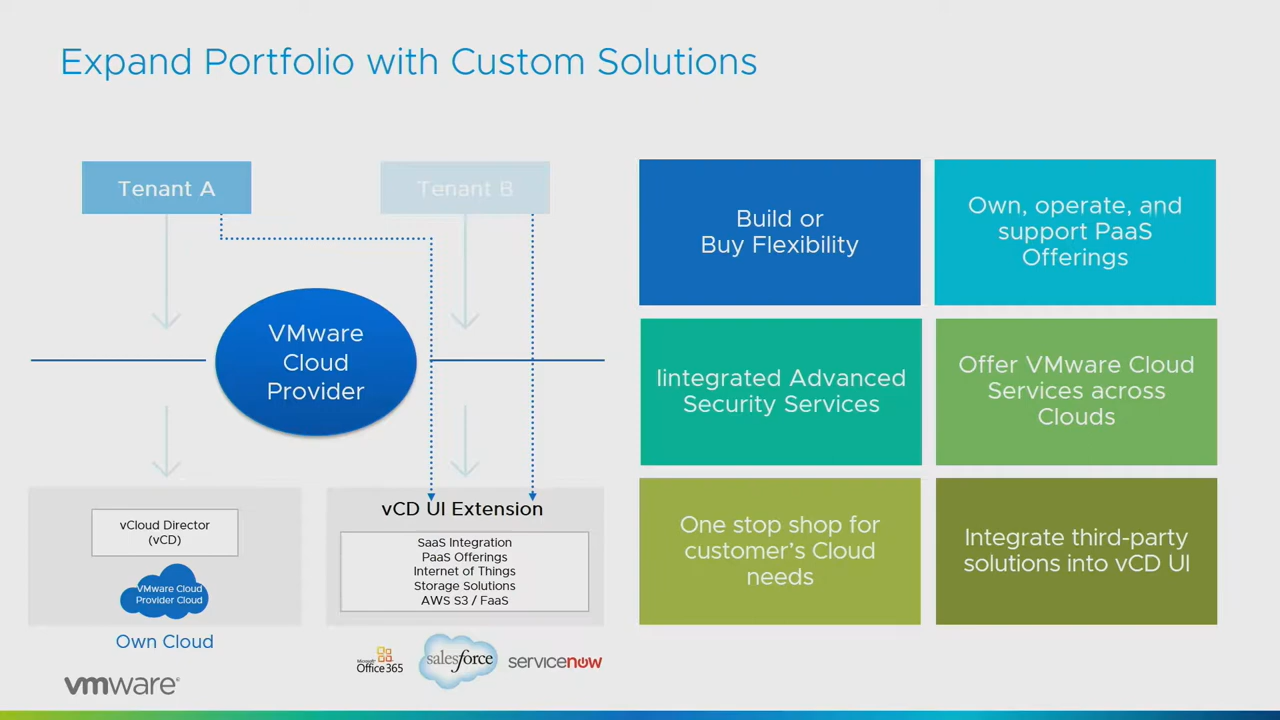 Expand Portfolio with Custom Solutions
Tenant A
Tenant B
VMware
Cloud
Provider
vCloud Director
(vCD)
VMware Cloud
Provider Cloud
Own Cloud
vCD UI Extension
SaaS Integration
PaaS Offerings
Internet of Things
Storage Solutions
AWS S3 / FaaS
Microsoft
Office 365
salesforce
servicenow
vmware®
Build or
Buy Flexibility
Own, operate, and
support PaaS
Offerings
Iintegrated Advanced
Security Services
Offer VMware Cloud
Services across
Clouds
One stop shop for
customer's Cloud
needs
Integrate third-party
solutions into vCD UI